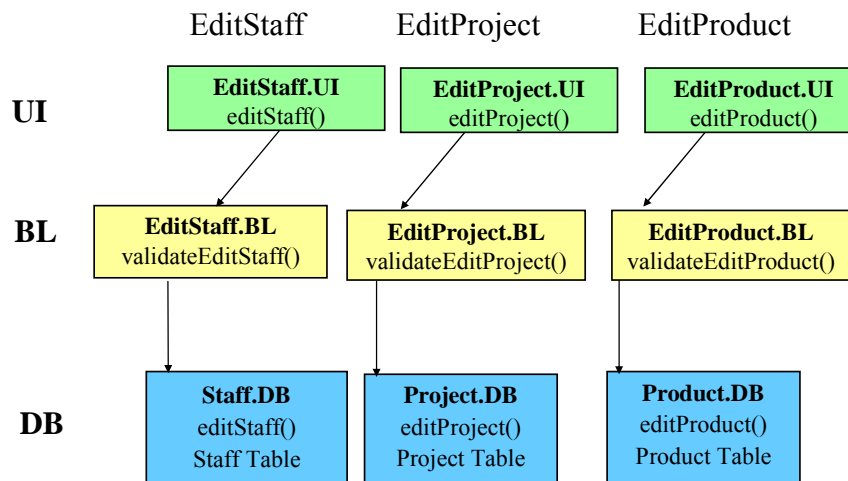 EditStaff EditProject EditProduct
UI
EditStaff.UI
editStaff()
EditProject.UI
editProject()
EditProduct.UI
editProduct()
BL
EditStaff.BL
validateEditStaff()
EditProject.BL
validateEditProject()
EditProduct.BL
validateEditProduct()
DB
Staff.DB
editStaff()
Staff Table
Project.DB
editProject()
Project Table
Product.DB
editProduct()
Product Table